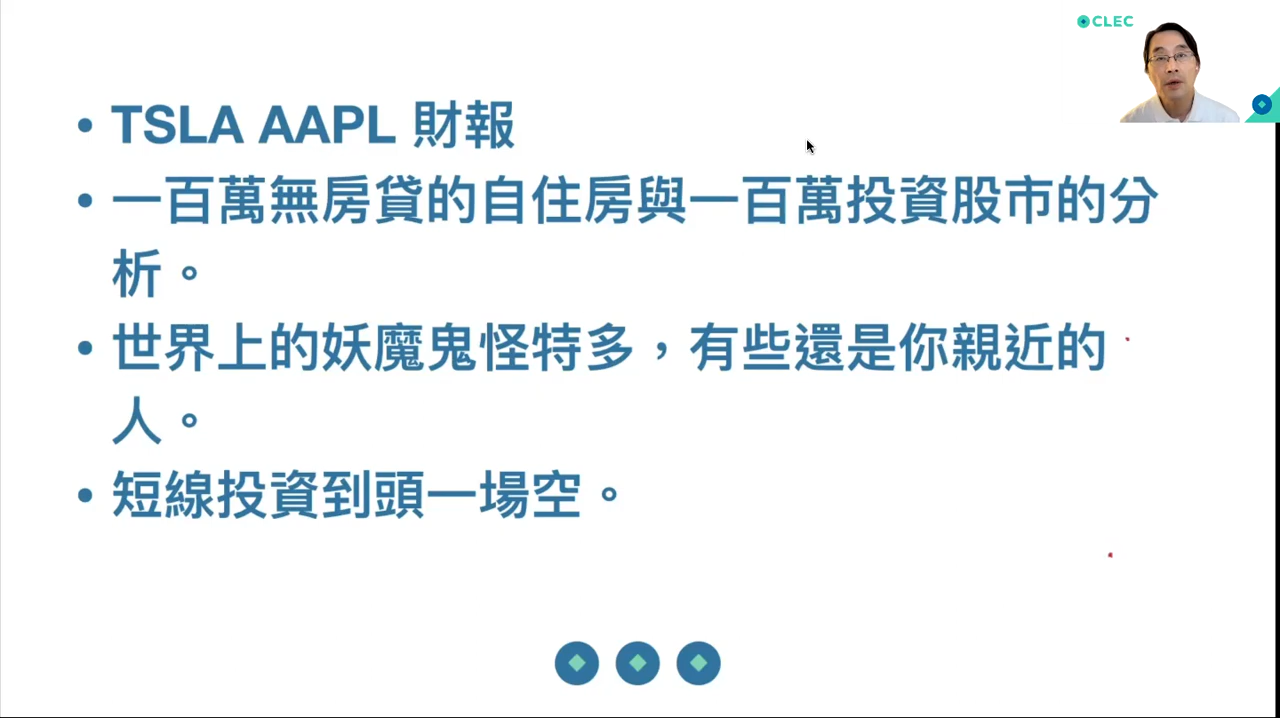 CLEC
• TSLA AAPL 財報
• 一百萬無房貸的自住房與一百萬投資股市的分
析。
• 世界上的妖魔鬼怪特多，有些還是你親近的
人。
• 短線投資到頭一場空。